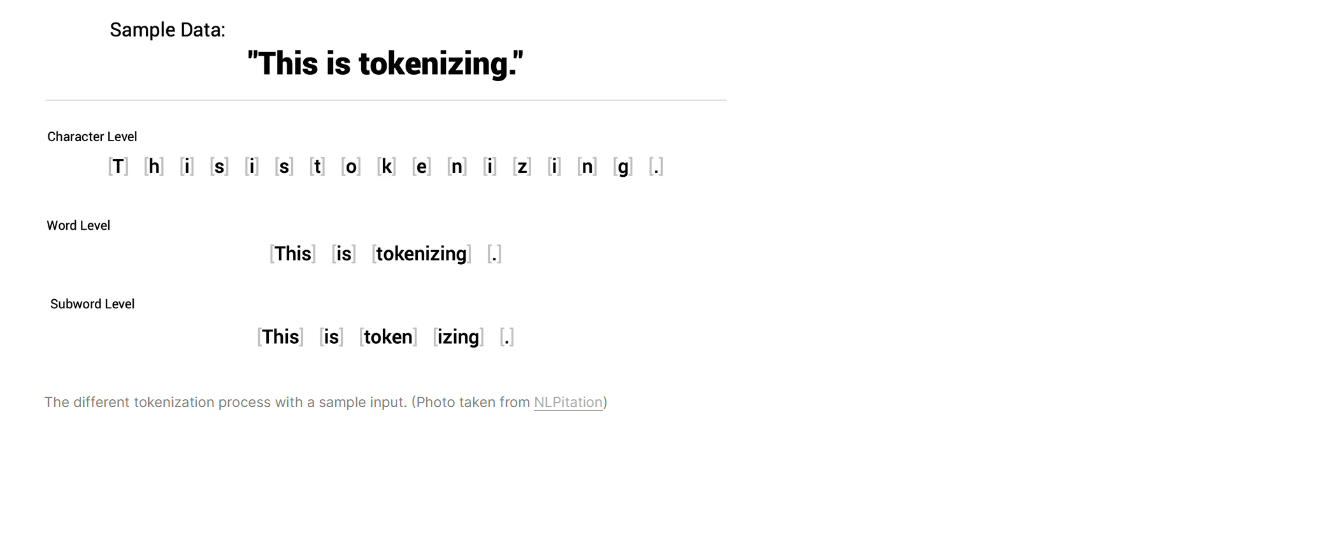 Sample Data:
"This is tokenizing."
Character Level
[T] [h] [i] [s] [i] [s] [t] [o] [k] [e] [n] [i] [z] [i] [n] [g] [.]
Word Level
[This] [is] [tokenizing] [.]
Subword Level
[This] [is] [token] [izing] [.]
The different tokenization process with a sample input. (Photo taken from NLPitation)